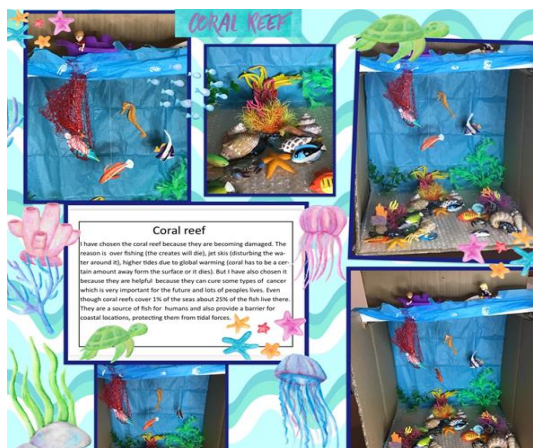 CORAL REEF
Coral reef
I have chosen the coral reef because they are becoming damaged. The
reason is over fishing (the creates will die), jet skis (disturbing the wa-
ter around it), higher tides due to global warming (coral has to be a cer-
tain amount away form the surface or it dies). But I have also chosen it
because they are helpful because they can cure some types of cancer
which is very important for the future and lots of peoples lives. Even
though coral reefs cover 1% of the seas about 25% of the fish live there.
They are a source of fish for humans and also provide a barrier for
coastal locations, protecting them from tidal forces.